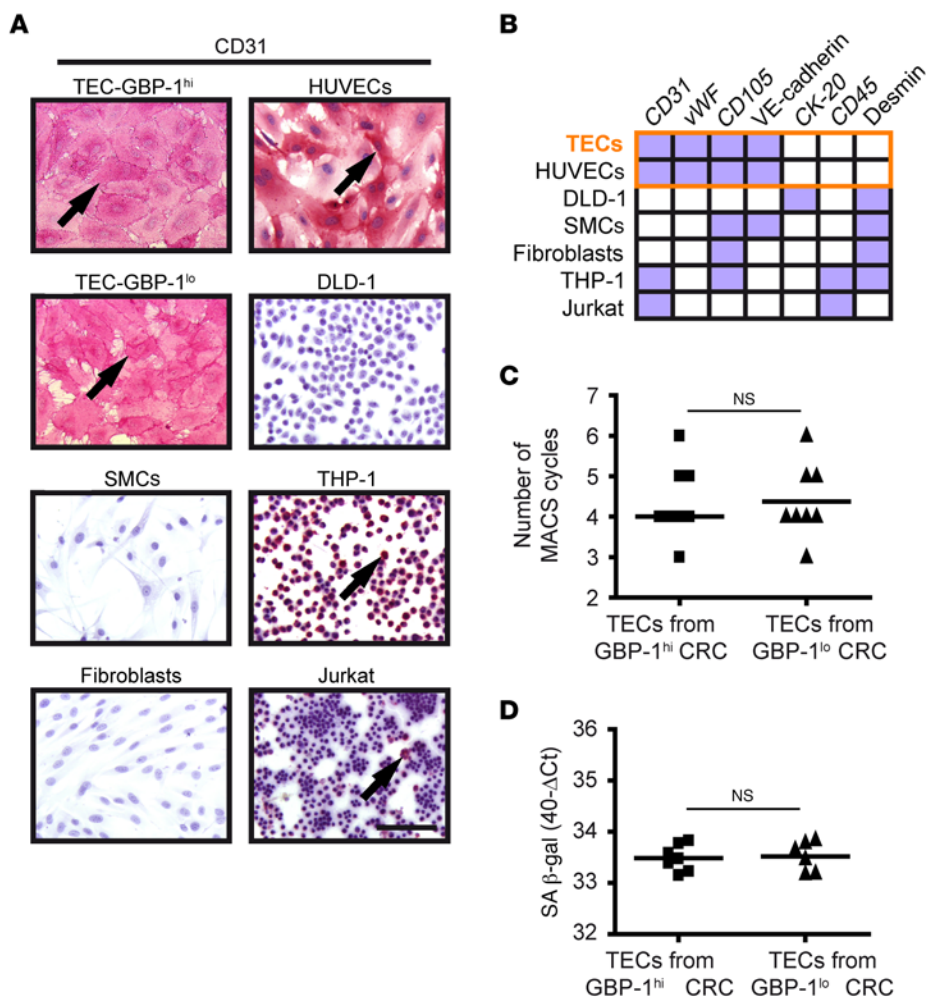 A
CD31
TEC-GBP-1hi
HUVECs
TEC-GBP-1lo
DLD-1
SMCs
THP-1
Fibroblasts
Jurkat
B
CD31
vWF
CD105
VE-cadherin
CK-20
CD45
Desmin
TECs
HUVECs
DLD-1
SMCs
Fibroblasts
THP-1
Jurkat
C
Number of
MACS cycles
7
6
5
4
3
2
NS
TECs from
GBP-1hi CRC
TECs from
GBP-1lo CRC
D
SA β-gal (40-ΔCt)
36
35
34
33
32
NS
TECs from
GBP-1hi CRC
TECs from
GBP-1lo CRC